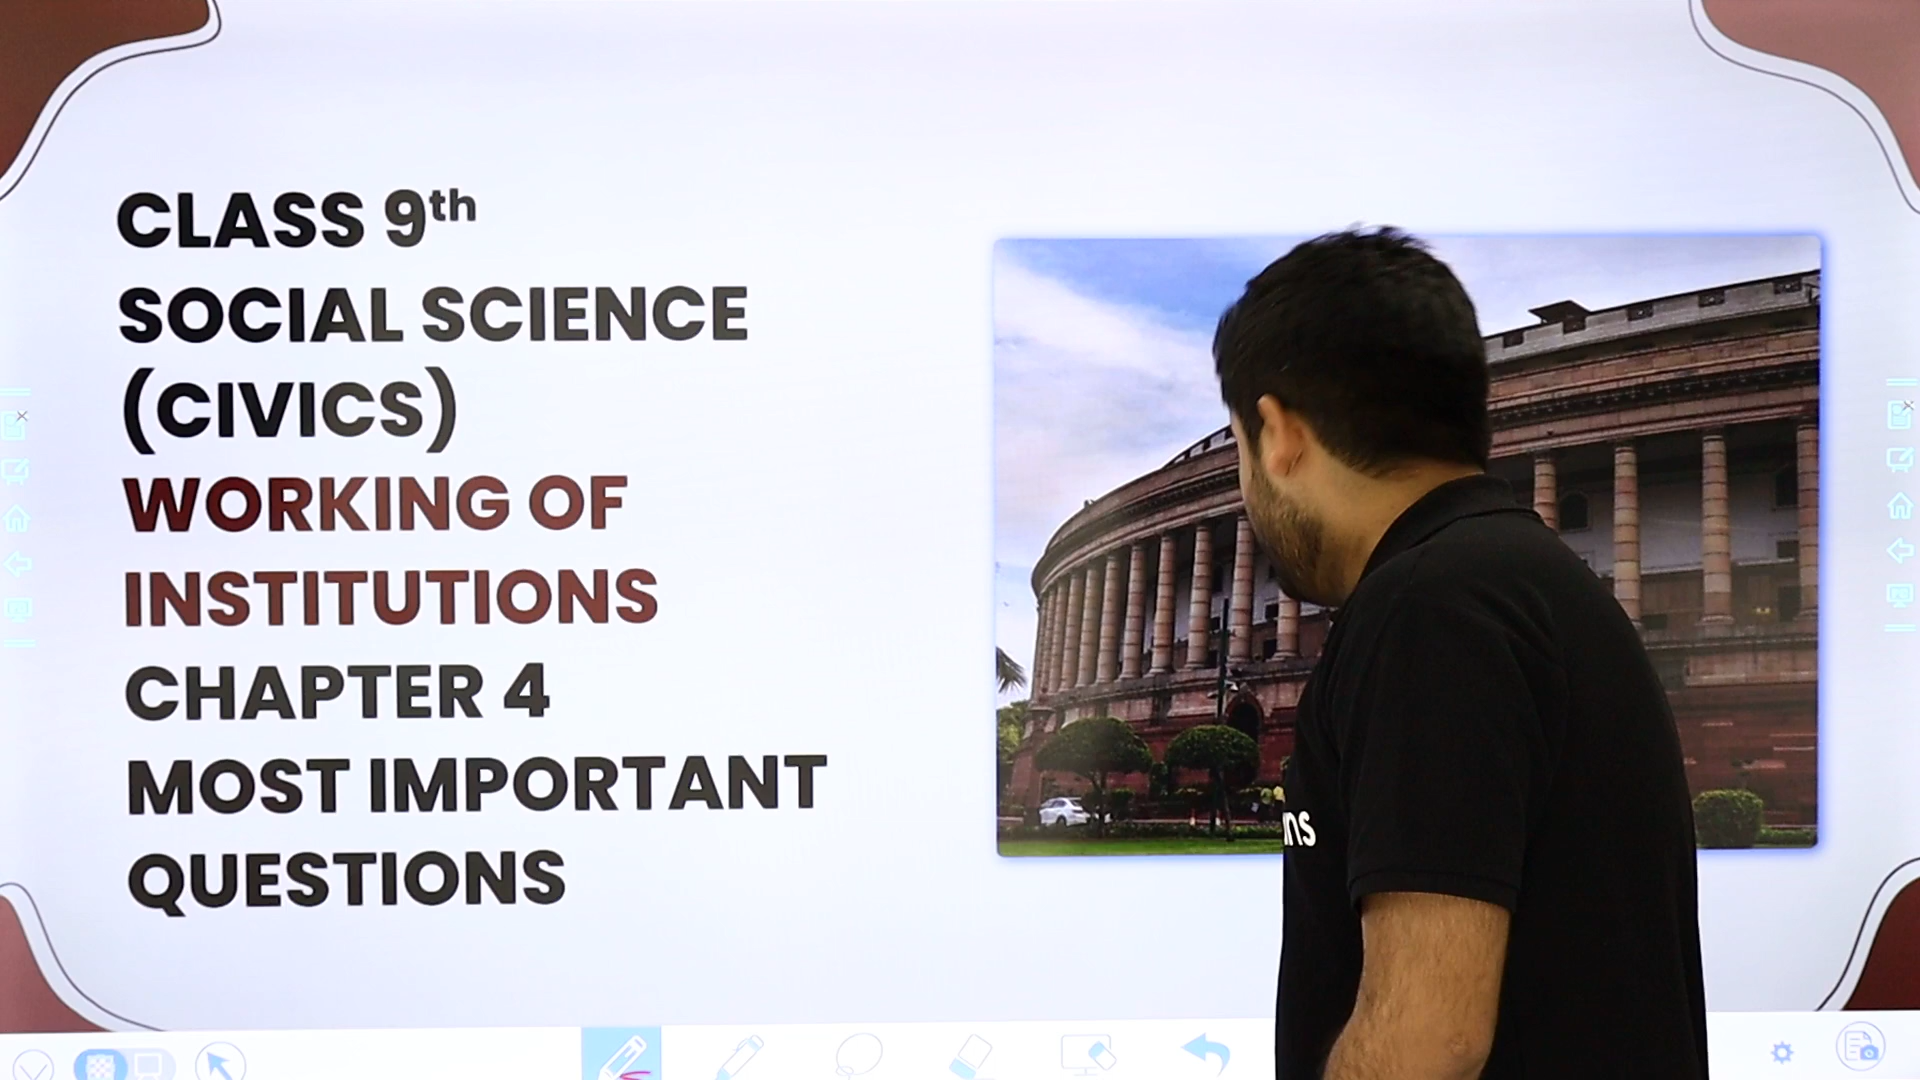 CLASS 9th
SOCIAL SCIENCE
(CIVICS)
WORKING OF
INSTITUTIONS
CHAPTER 4
MOST IMPORTANT
QUESTIONS